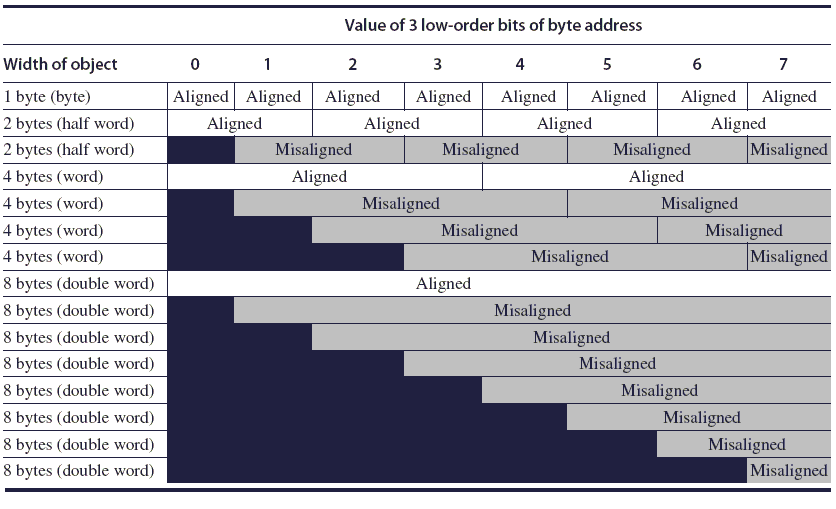 Value of 3 low-order bits of byte address
Width of object 0 1 2 3 4 5 6 7
1 byte (byte) Aligned Aligned Aligned Aligned Aligned Aligned Aligned Aligned
2 bytes (half word) Aligned Aligned Aligned Aligned
2 bytes (half word) Misaligned Misaligned Misaligned Misaligned
4 bytes (word) Aligned Aligned
4 bytes (word) Misaligned Misaligned
4 bytes (word) Misaligned Misaligned
4 bytes (word) Misaligned Misaligned
8 bytes (double word) Aligned
8 bytes (double word) Misaligned
8 bytes (double word) Misaligned
8 bytes (double word) Misaligned
8 bytes (double word) Misaligned
8 bytes (double word) Misaligned
8 bytes (double word) Misaligned
8 bytes (double word) Misaligned